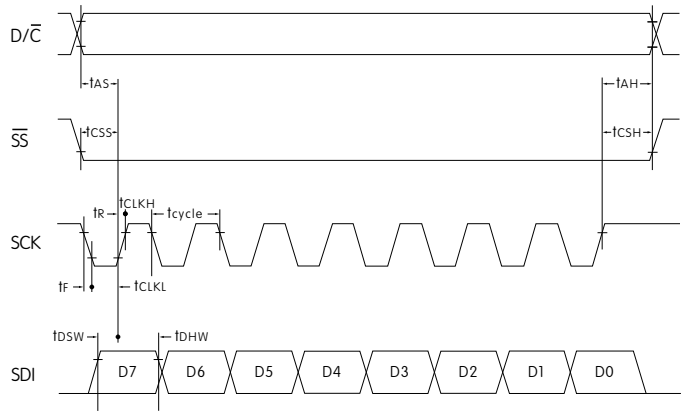 D/C̅
tAS
tAH
S̅S̅
tCSS
tCSH
tR
tCLKH
tcycle
SCK
tF
tCLKL
tDSW
tDHW
SDI
D7 D6 D5 D4 D3 D2 D1 D0